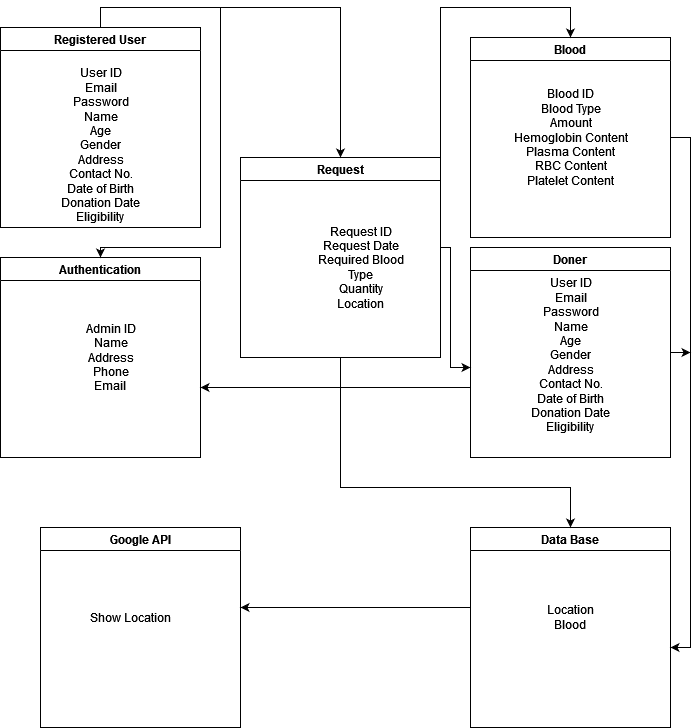 Registered User
User ID
Email
Password
Name
Age
Gender
Address
Contact No.
Date of Birth
Donation Date
Eligibility
Request
Request ID
Request Date
Required Blood
Type
Quantity
Location
Blood
Blood ID
Blood Type
Amount
Hemoglobin Content
Plasma Content
RBC Content
Platelet Content
Authentication
Admin ID
Name
Address
Phone
Email
Doner
User ID
Email
Password
Name
Age
Gender
Address
Contact No.
Date of Birth
Donation Date
Eligibility
Google API
Show Location
Data Base
Location
Blood